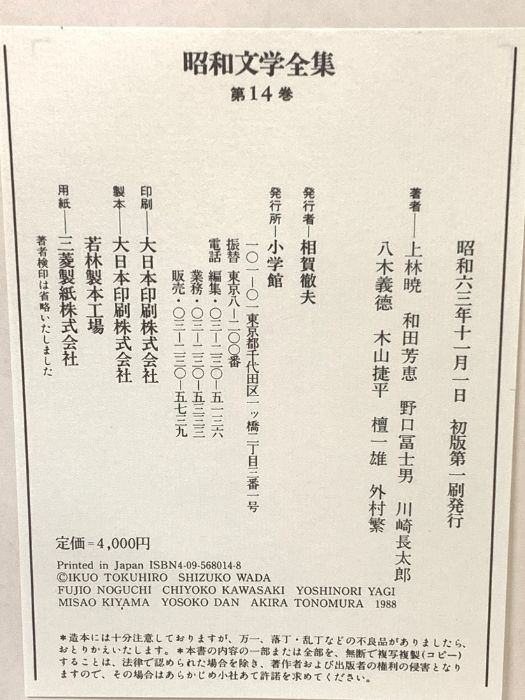 昭和文学全集
第14巻
昭和六三年十一月一日　初版第一刷発行
著者―上林暁　和田芳恵　野口冨士男　川崎長太郎
八木義徳　木山捷平　檀一雄　外村繁
発行者―相賀徹夫
発行所―小学館
一〇一―〇一東京都千代田区一ッ橋二丁目三番一号
振替　東京八―二〇〇番
電話　編集・〇三―二三〇―五一三六
業務・〇三―二三〇―五三三三
販売・〇三―二三〇―五七三九
印刷―大日本印刷株式会社
製本―大日本印刷株式会社
若林製本工場
用紙―三菱製紙株式会社
著者検印は省略いたしました
定価=4,000円
Printed in Japan ISBN4-09-568014-8
©IKUO TOKUHIRO SHIZUKO WADA
FUJIO NOGUCHI CHIYOKO KAWASAKI YOSHINORI YAGI
MISAO KIYAMA YOSOKO DAN AKIRA TONOMURA 1988
＊造本には十分注意しておりますが、万一、落丁・乱丁などの不良品がありましたら、
おとりかえいたします。＊本書の内容の一部または全部を、無断で複写複製(コピー)
することは、法律で認められた場合を除き、著作者および出版者の権利の侵害となり
ますので、その場合はあらかじめ小社あて許諾を求めてください。